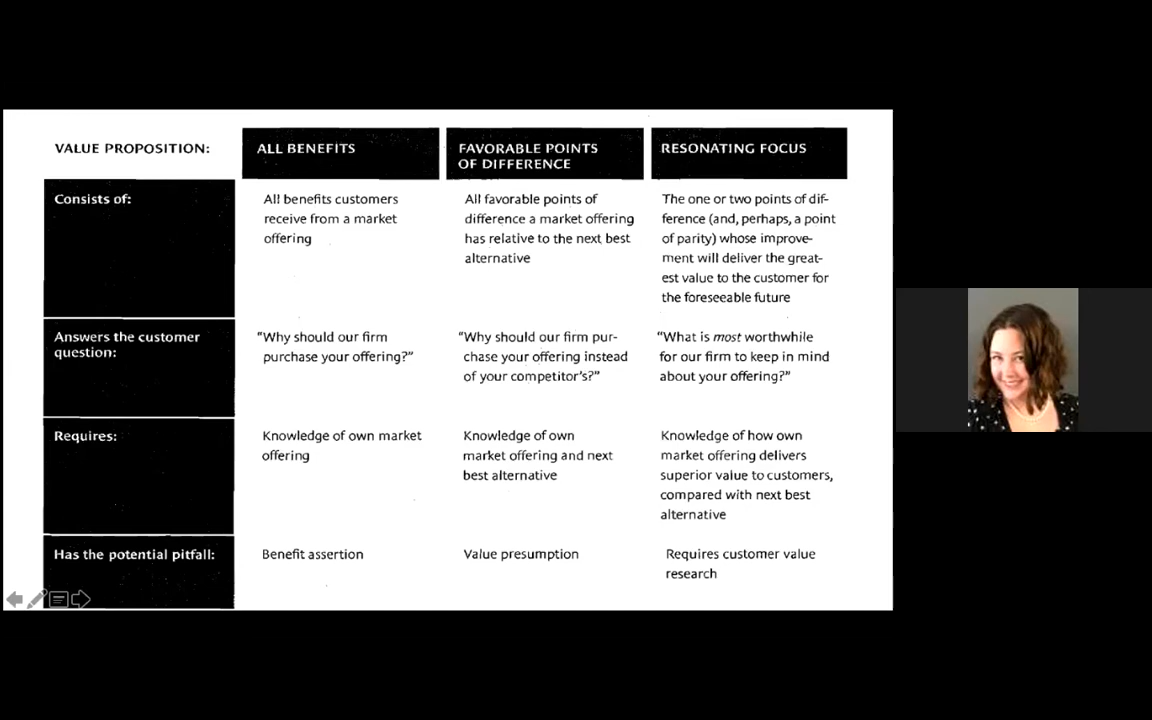 VALUE PROPOSITION:
ALL BENEFITS
FAVORABLE POINTS
OF DIFFERENCE
RESONATING FOCUS
Consists of:
All benefits customers
receive from a market
offering
All favorable points of
difference a market offering
has relative to the next best
alternative
The one or two points of dif-
ference (and, perhaps, a point
of parity) whose improve-
ment will deliver the great-
est value to the customer for
the foreseeable future
Answers the customer
question:
“Why should our firm
purchase your offering?”
“Why should our firm pur-
chase your offering instead
of your competitor’s?”
“What is most worthwhile
for our firm to keep in mind
about your offering?”
Requires:
Knowledge of own market
offering
Knowledge of own
market offering and next
best alternative
Knowledge of how own
market offering delivers
superior value to customers,
compared with next best
alternative
Has the potential pitfall:
Benefit assertion
Value presumption
Requires customer value
research